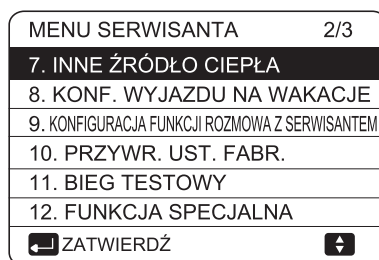 MENU SERWISANTA 2/3
7. INNE ŹRÓDŁO CIEPŁA
8. KONF. WYJAZDU NA WAKACJE
9. KONFIGURACJA FUNKCJI ROZMOWA Z SERWISANTEM
10. PRZYWR. UST. FABR.
11. BIEG TESTOWY
12. FUNKCJA SPECJALNA
ZATWIERDŹ